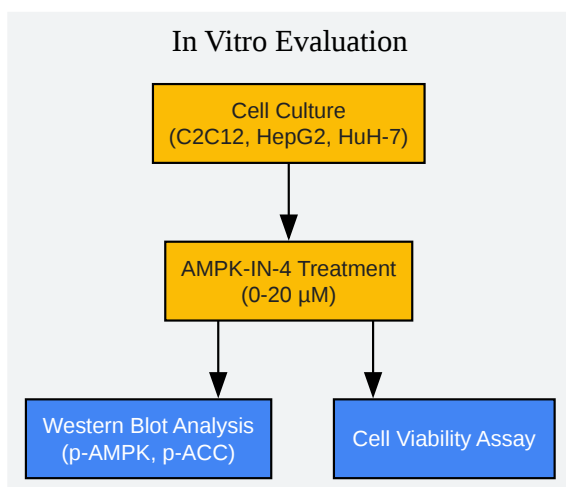 In Vitro Evaluation
Cell Culture
(C2C12, HepG2, HuH-7)
AMPK-IN-4 Treatment
(0-20 µM)
Western Blot Analysis
(p-AMPK, p-ACC)
Cell Viability Assay